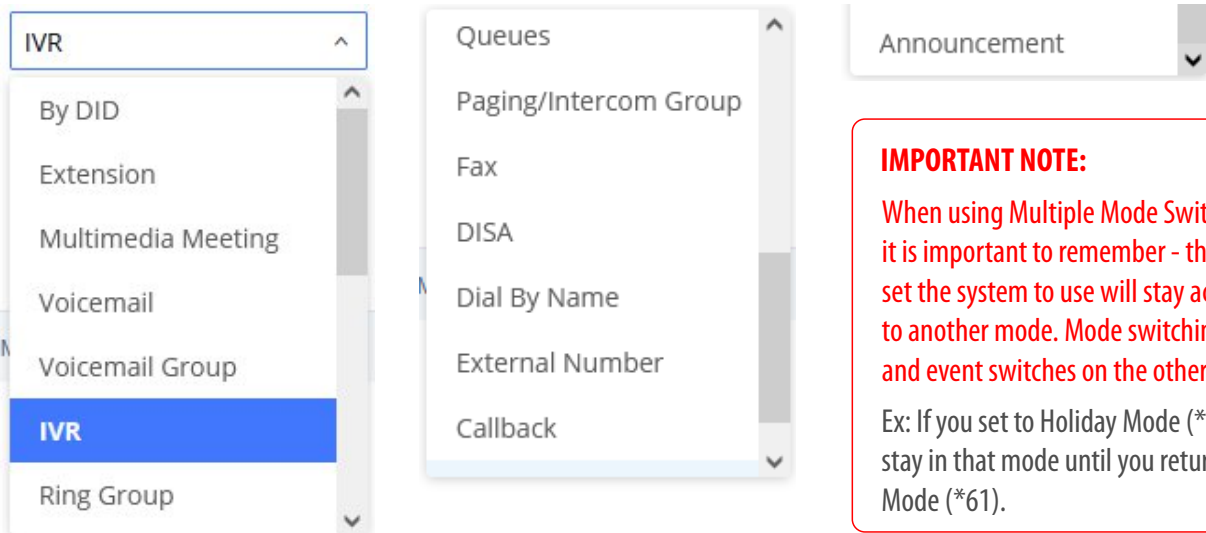 IVR
By DID
Extension
Multimedia Meeting
Voicemail
Voicemail Group
IVR
Ring Group
Queues
Paging/Intercom Group
Fax
DISA
Dial By Name
External Number
Callback
Announcement
IMPORTANT NOTE:
When using Multiple Mode
it is important to remember -
set the system to use will stay
to another mode. Mode
and event switches on the other
Ex: If you set to Holiday Mode (*
stay in that mode until you
Mode (*61).